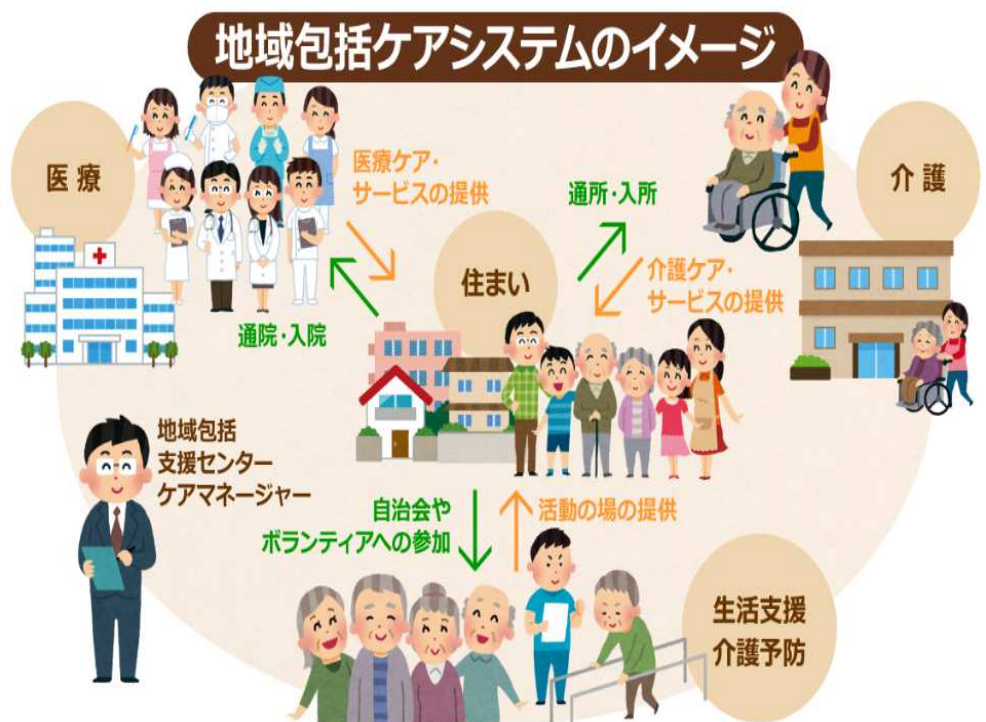 地域包括ケアシステムのイメージ
医療
医療ケア・
サービスの提供
通院・入院
住まい
通所・入所
介護ケア・
サービスの提供
介護
地域包括
支援センター
ケアマネージャー
自治会や
ボランティアへの参加
活動の場の提供
生活支援
介護予防